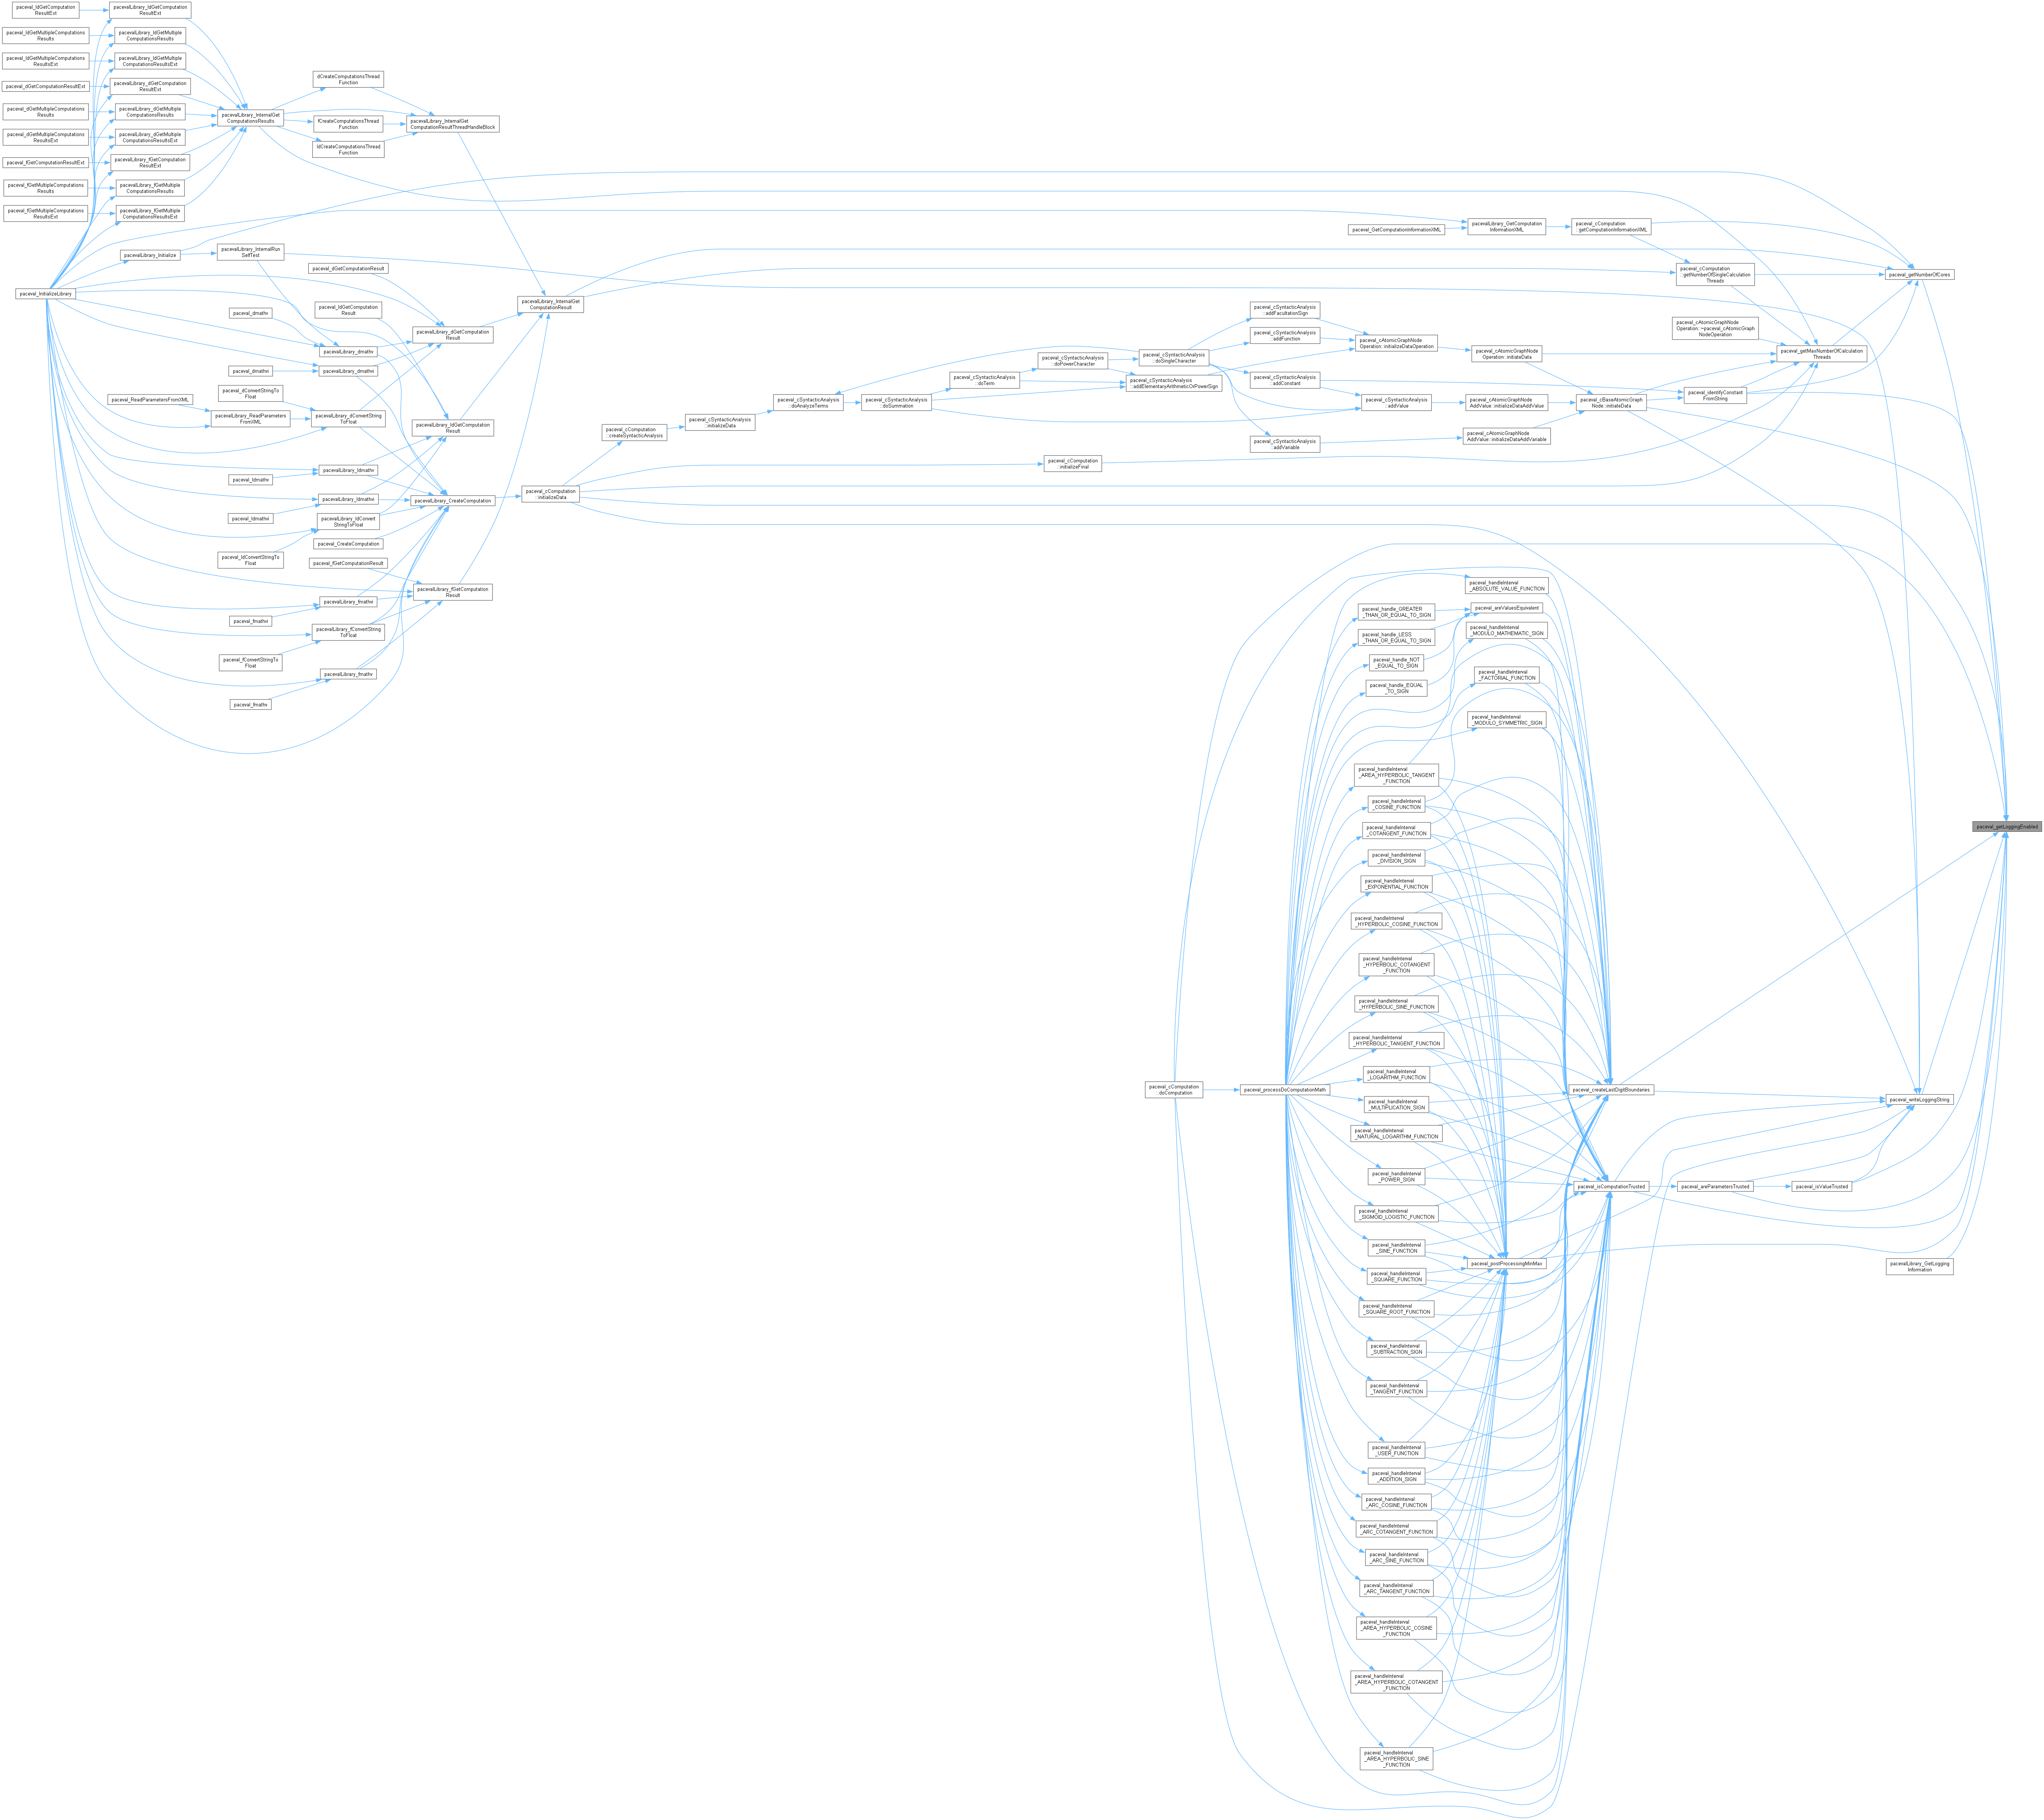 paceval_ldGetComputation
ResultExt
pacevalLibrary_ldGetComputation
ResultExt
paceval_ldGetMultipleComputations
Results
pacevalLibrary_ldGetMultiple
ComputationsResults
paceval_ldGetMultipleComputations
ResultsExt
pacevalLibrary_ldGetMultiple
ComputationsResultsExt
paceval_dGetComputationResultExt
pacevalLibrary_dGetComputation
ResultExt
paceval_dGetMultipleComputations
Results
pacevalLibrary_dGetMultiple
ComputationsResults
paceval_dGetMultipleComputations
ResultsExt
pacevalLibrary_dGetMultiple
ComputationsResultsExt
paceval_fGetComputationResultExt
pacevalLibrary_fGetComputation
ResultExt
paceval_fGetMultipleComputations
Results
pacevalLibrary_fGetMultiple
ComputationsResults
paceval_fGetMultipleComputations
ResultsExt
pacevalLibrary_fGetMultiple
ComputationsResultsExt
pacevalLibrary_InternalGet
ComputationsResults
dCreateComputationsThread
Function
fCreateComputationsThread
Function
ldCreateComputationsThread
Function
pacevalLibrary_InternalGet
ComputationResultThreadHandleBlock
pacevalLibrary_Initialize
pacevalLibrary_InternalRun
SelfTest
paceval_InitializeLibrary
paceval_dGetComputationResult
paceval_ldGetComputation
Result
paceval_dmathv
pacevalLibrary_dmathv
pacevalLibrary_dGetComputation
Result
pacevalLibrary_InternalGet
ComputationResult
paceval_dmathvi
pacevalLibrary_dmathvi
paceval_dConvertStringTo
Float
paceval_ReadParametersFromXML
pacevalLibrary_ReadParameters
FromXML
pacevalLibrary_dConvertString
ToFloat
pacevalLibrary_ldGetComputation
Result
pacevalLibrary_ldmathv
paceval_ldmathv
pacevalLibrary_ldmathvi
paceval_ldmathvi
pacevalLibrary_CreateComputation
pacevalLibrary_ldConvert
StringToFloat
paceval_CreateComputation
paceval_ldConvertStringTo
Float
paceval_fGetComputationResult
pacevalLibrary_fGetComputation
Result
pacevalLibrary_fmathvi
paceval_fmathvi
pacevalLibrary_fConvertString
ToFloat
paceval_fConvertStringTo
Float
pacevalLibrary_fmathv
paceval_fmathv
paceval_cComputation
::initializeData
paceval_cComputation
::createSyntacticAnalysis
paceval_cSyntacticAnalysis
::initializeData
paceval_cSyntacticAnalysis
::doAnalyzeTerms
paceval_cSyntacticAnalysis
::doSummation
paceval_cSyntacticAnalysis
::doTerm
paceval_cSyntacticAnalysis
::doPowerCharacter
paceval_cSyntacticAnalysis
::addElementaryArithmeticOrPowerSign
paceval_cSyntacticAnalysis
::doSingleCharacter
paceval_cSyntacticAnalysis
::addFacultationSign
paceval_cSyntacticAnalysis
::addFunction
paceval_cSyntacticAnalysis
::addConstant
paceval_cSyntacticAnalysis
::addValue
paceval_cSyntacticAnalysis
::addVariable
paceval_cComputation
::initializeFinal
paceval_cAtomicGraphNode
Operation::initializeDataOperation
paceval_cAtomicGraphNode
Operation::initiateData
paceval_cAtomicGraphNode
AddValue::initializeDataAddValue
paceval_cAtomicGraphNode
AddValue::initializeDataAddVariable
paceval_cBaseAtomicGraph
Node::initiateData
paceval_GetComputationInformationXML
pacevalLibrary_GetComputation
InformationXML
paceval_cComputation
::getComputationInformationXML
paceval_cComputation
::getNumberOfSingleCalculation
Threads
paceval_getNumberOfCores
paceval_cAtomicGraphNode
Operation::~paceval_cAtomicGraph
NodeOperation
paceval_getMaxNumberOfCalculation
Threads
paceval_identifyConstant
FromString
paceval_getLoggingEnabled
paceval_handleInterval
_ABSOLUTE_VALUE_FUNCTION
paceval_areValuesEquivalent
paceval_handle_GREATER
_THAN_OR_EQUAL_TO_SIGN
paceval_handle_LESS
_THAN_OR_EQUAL_TO_SIGN
paceval_handleInterval
_MODULO_MATHEMATIC_SIGN
paceval_handle_NOT
_EQUAL_TO_SIGN
paceval_handle_EQUAL
_TO_SIGN
paceval_handleInterval
_FACTORIAL_FUNCTION
paceval_handleInterval
_MODULO_SYMMETRIC_SIGN
paceval_handleInterval
_AREA_HYPERBOLIC_TANGENT
_FUNCTION
paceval_handleInterval
_COSINE_FUNCTION
paceval_handleInterval
_COTANGENT_FUNCTION
paceval_handleInterval
_DIVISION_SIGN
paceval_handleInterval
_EXPONENTIAL_FUNCTION
paceval_handleInterval
_HYPERBOLIC_COSINE_FUNCTION
paceval_handleInterval
_HYPERBOLIC_COTANGENT
_FUNCTION
paceval_handleInterval
_HYPERBOLIC_SINE_FUNCTION
paceval_handleInterval
_HYPERBOLIC_TANGENT_FUNCTION
paceval_handleInterval
_LOGARITHM_FUNCTION
paceval_cComputation
::doComputation
paceval_processDoComputationMath
paceval_createLastDigitBoundaries
paceval_writeLoggingString
paceval_handleInterval
_MULTIPLICATION_SIGN
paceval_handleInterval
_NATURAL_LOGARITHM_FUNCTION
paceval_handleInterval
_POWER_SIGN
paceval_isComputationTrusted
paceval_areParametersTrusted
paceval_isValueTrusted
paceval_handleInterval
_SIGMOID_LOGISTIC_FUNCTION
paceval_handleInterval
_SINE_FUNCTION
paceval_postProcessingMinMax
pacevalLibrary_GetLogging
Information
paceval_handleInterval
_SQUARE_FUNCTION
paceval_handleInterval
_SQUARE_ROOT_FUNCTION
paceval_handleInterval
_SUBTRACTION_SIGN
paceval_handleInterval
_TANGENT_FUNCTION
paceval_handleInterval
_USER_FUNCTION
paceval_handleInterval
_ADDITION_SIGN
paceval_handleInterval
_ARC_COSINE_FUNCTION
paceval_handleInterval
_ARC_COTANGENT_FUNCTION
paceval_handleInterval
_ARC_SINE_FUNCTION
paceval_handleInterval
_ARC_TANGENT_FUNCTION
paceval_handleInterval
_AREA_HYPERBOLIC_COSINE
_FUNCTION
paceval_handleInterval
_AREA_HYPERBOLIC_COTANGENT
_FUNCTION
paceval_handleInterval
_AREA_HYPERBOLIC_SINE
_FUNCTION